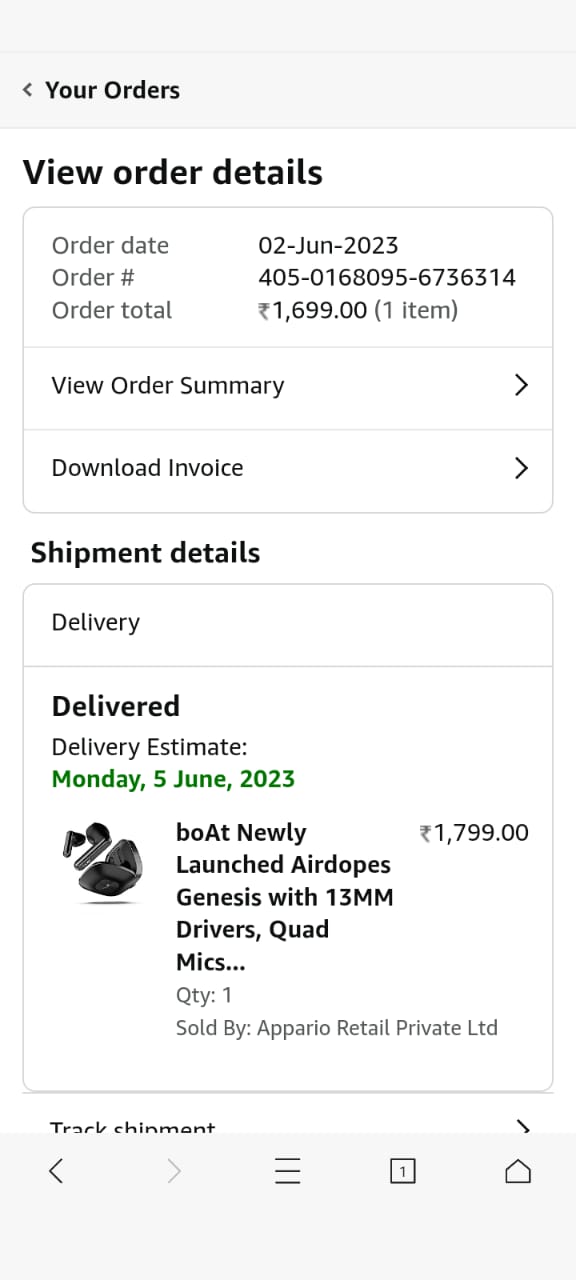 Your Orders
View order details
Order date 02-Jun-2023
Order # 405-0168095-6736314
Order total ₹1,699.00 (1 item)
View Order Summary
Download Invoice
Shipment details
Delivery
Delivered
Delivery Estimate:
Monday, 5 June, 2023
boAt Newly ₹1,799.00
Launched Airdopes
Genesis with 13MM
Drivers, Quad
Mics...
Qty: 1
Sold By: Appario Retail Private Ltd
Track shipment
1